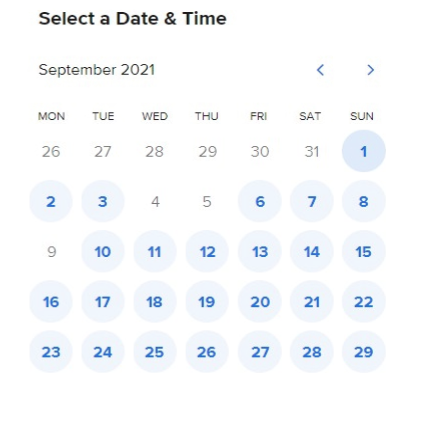 Select a Date & Time
September 2021
MON TUE WED THU FRI SAT SUN
26 27 28 29 30 31 1
2 3 4 5 6 7 8
9 10 11 12 13 14 15
16 17 18 19 20 21 22
23 24 25 26 27 28 29